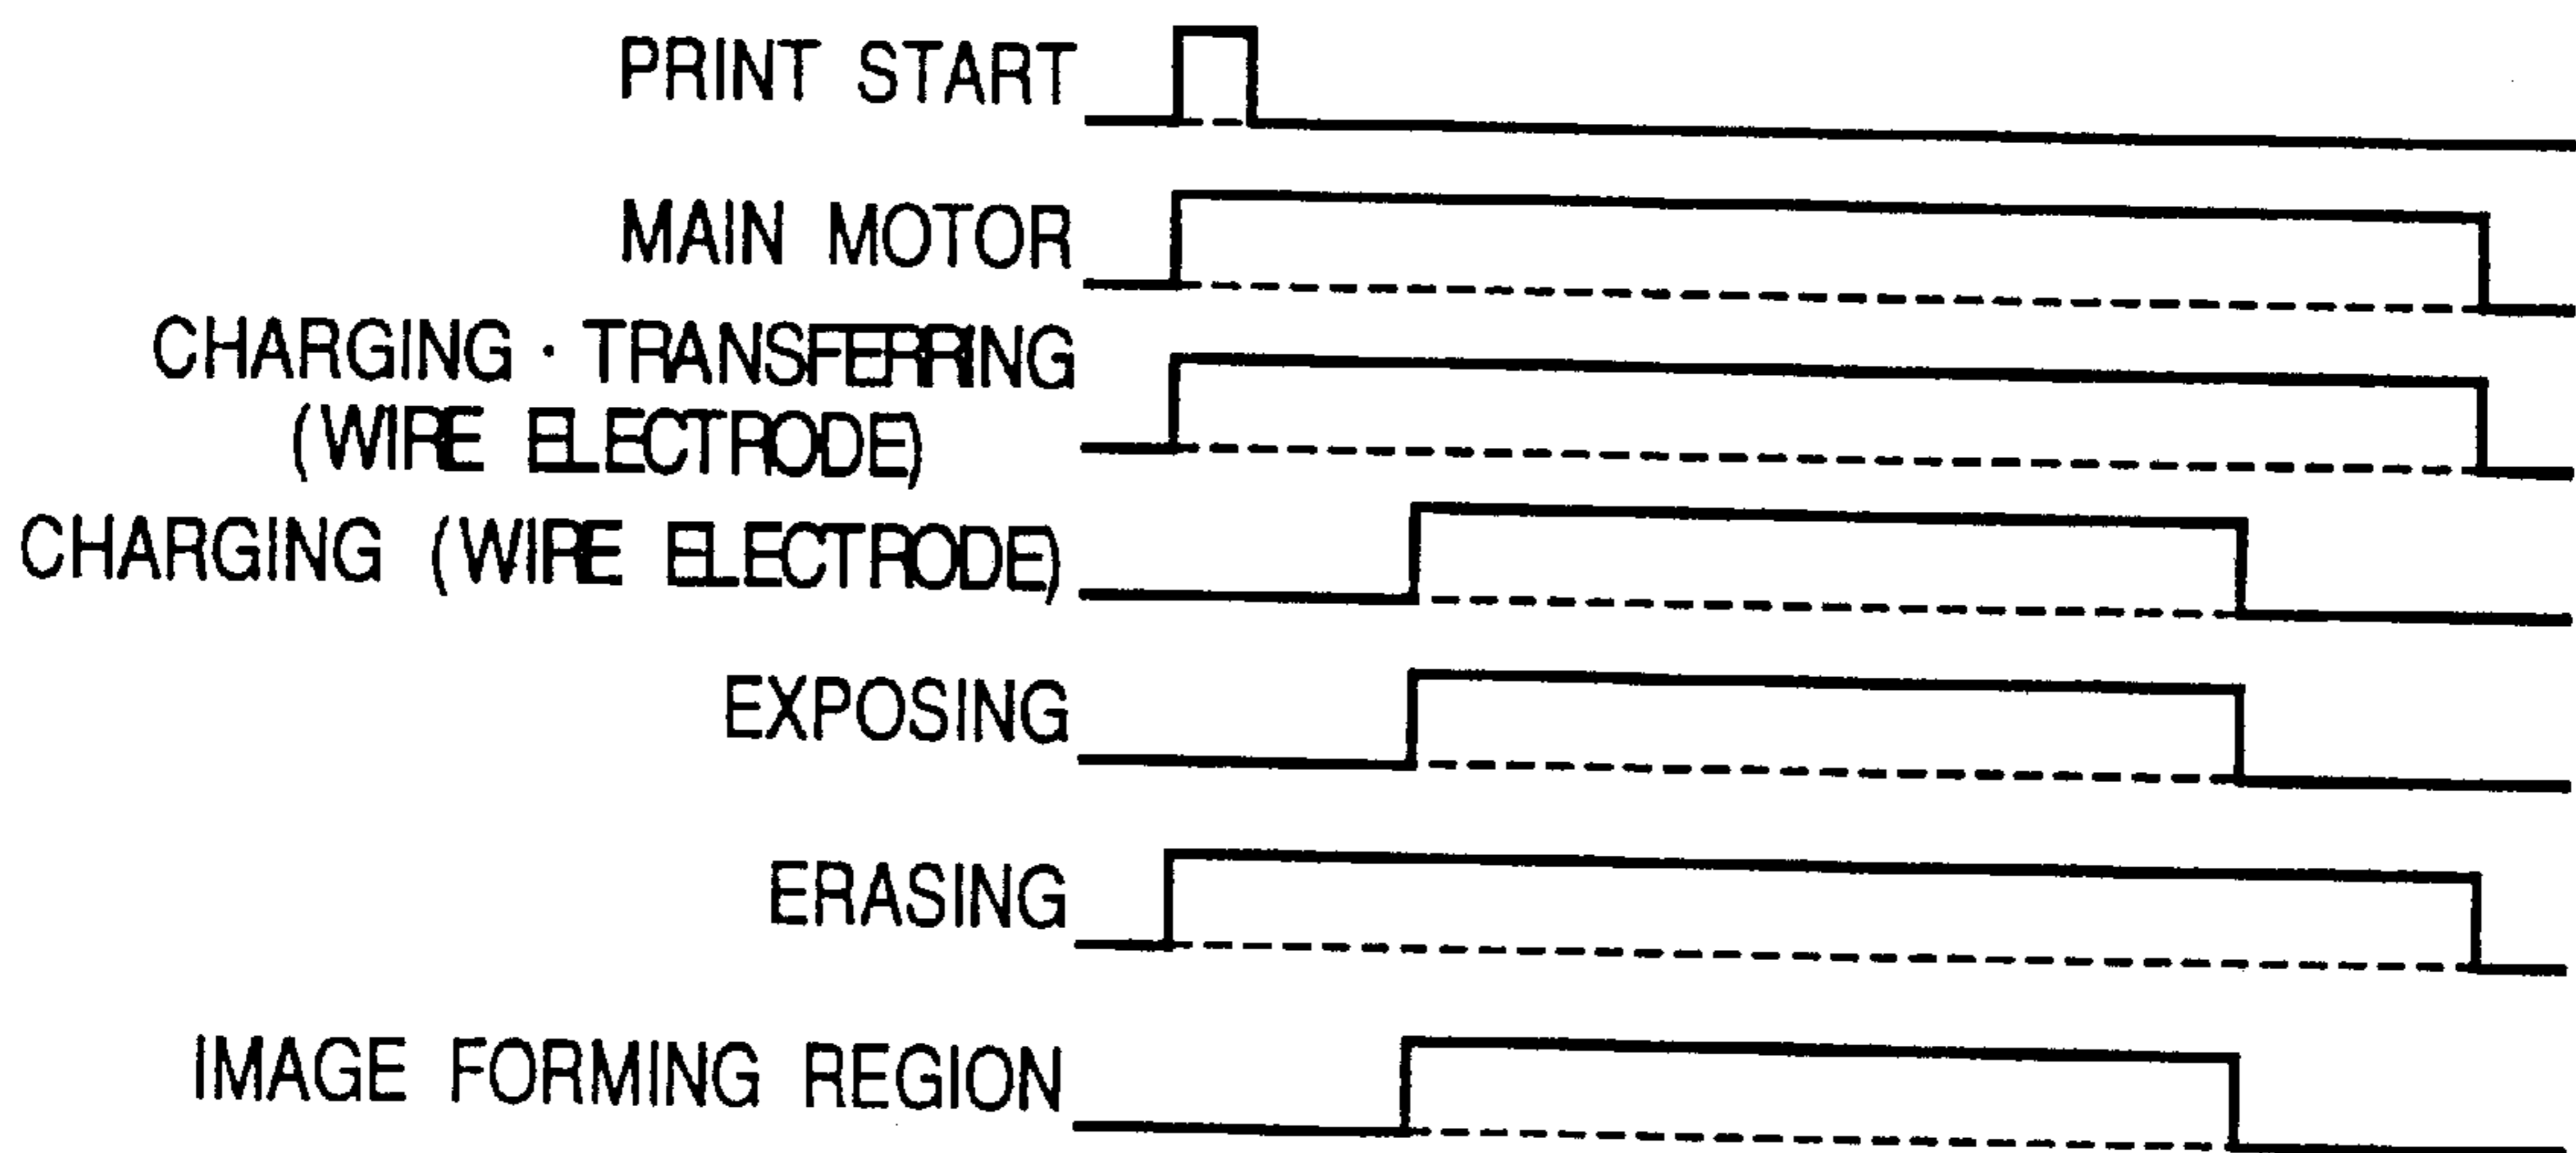 PRINT START
MAIN MOTOR
CHARGING · TRANSFERRING
(WIRE ELECTRODE)
CHARGING (WIRE ELECTRODE)
EXPOSING
ERASING
IMAGE FORMING REGION